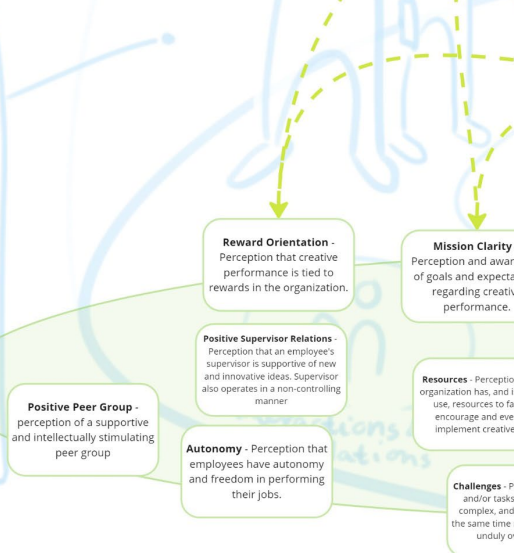 Reward Orientation -
Perception that creative
performance is tied to
rewards in the organization.
Mission Clarity
Perception and awar
of goals and expecta
regarding creativ
performance.
Positive Supervisor Relations -
Perception that an employee's
supervisor is supportive of new
and innovative ideas. Supervisor
also operates in a non-controlling
manner
Resources - Perceptio
organization has, and i
use, resources to fa
encourage and eve
implement creative
Positive Peer Group -
perception of a supportive
and intellectually stimulating
peer group
Autonomy - Perception that
employees have autonomy
and freedom in performing
their jobs.
Challenges - P
and/or tasks
complex, and
the same time
unduly ov